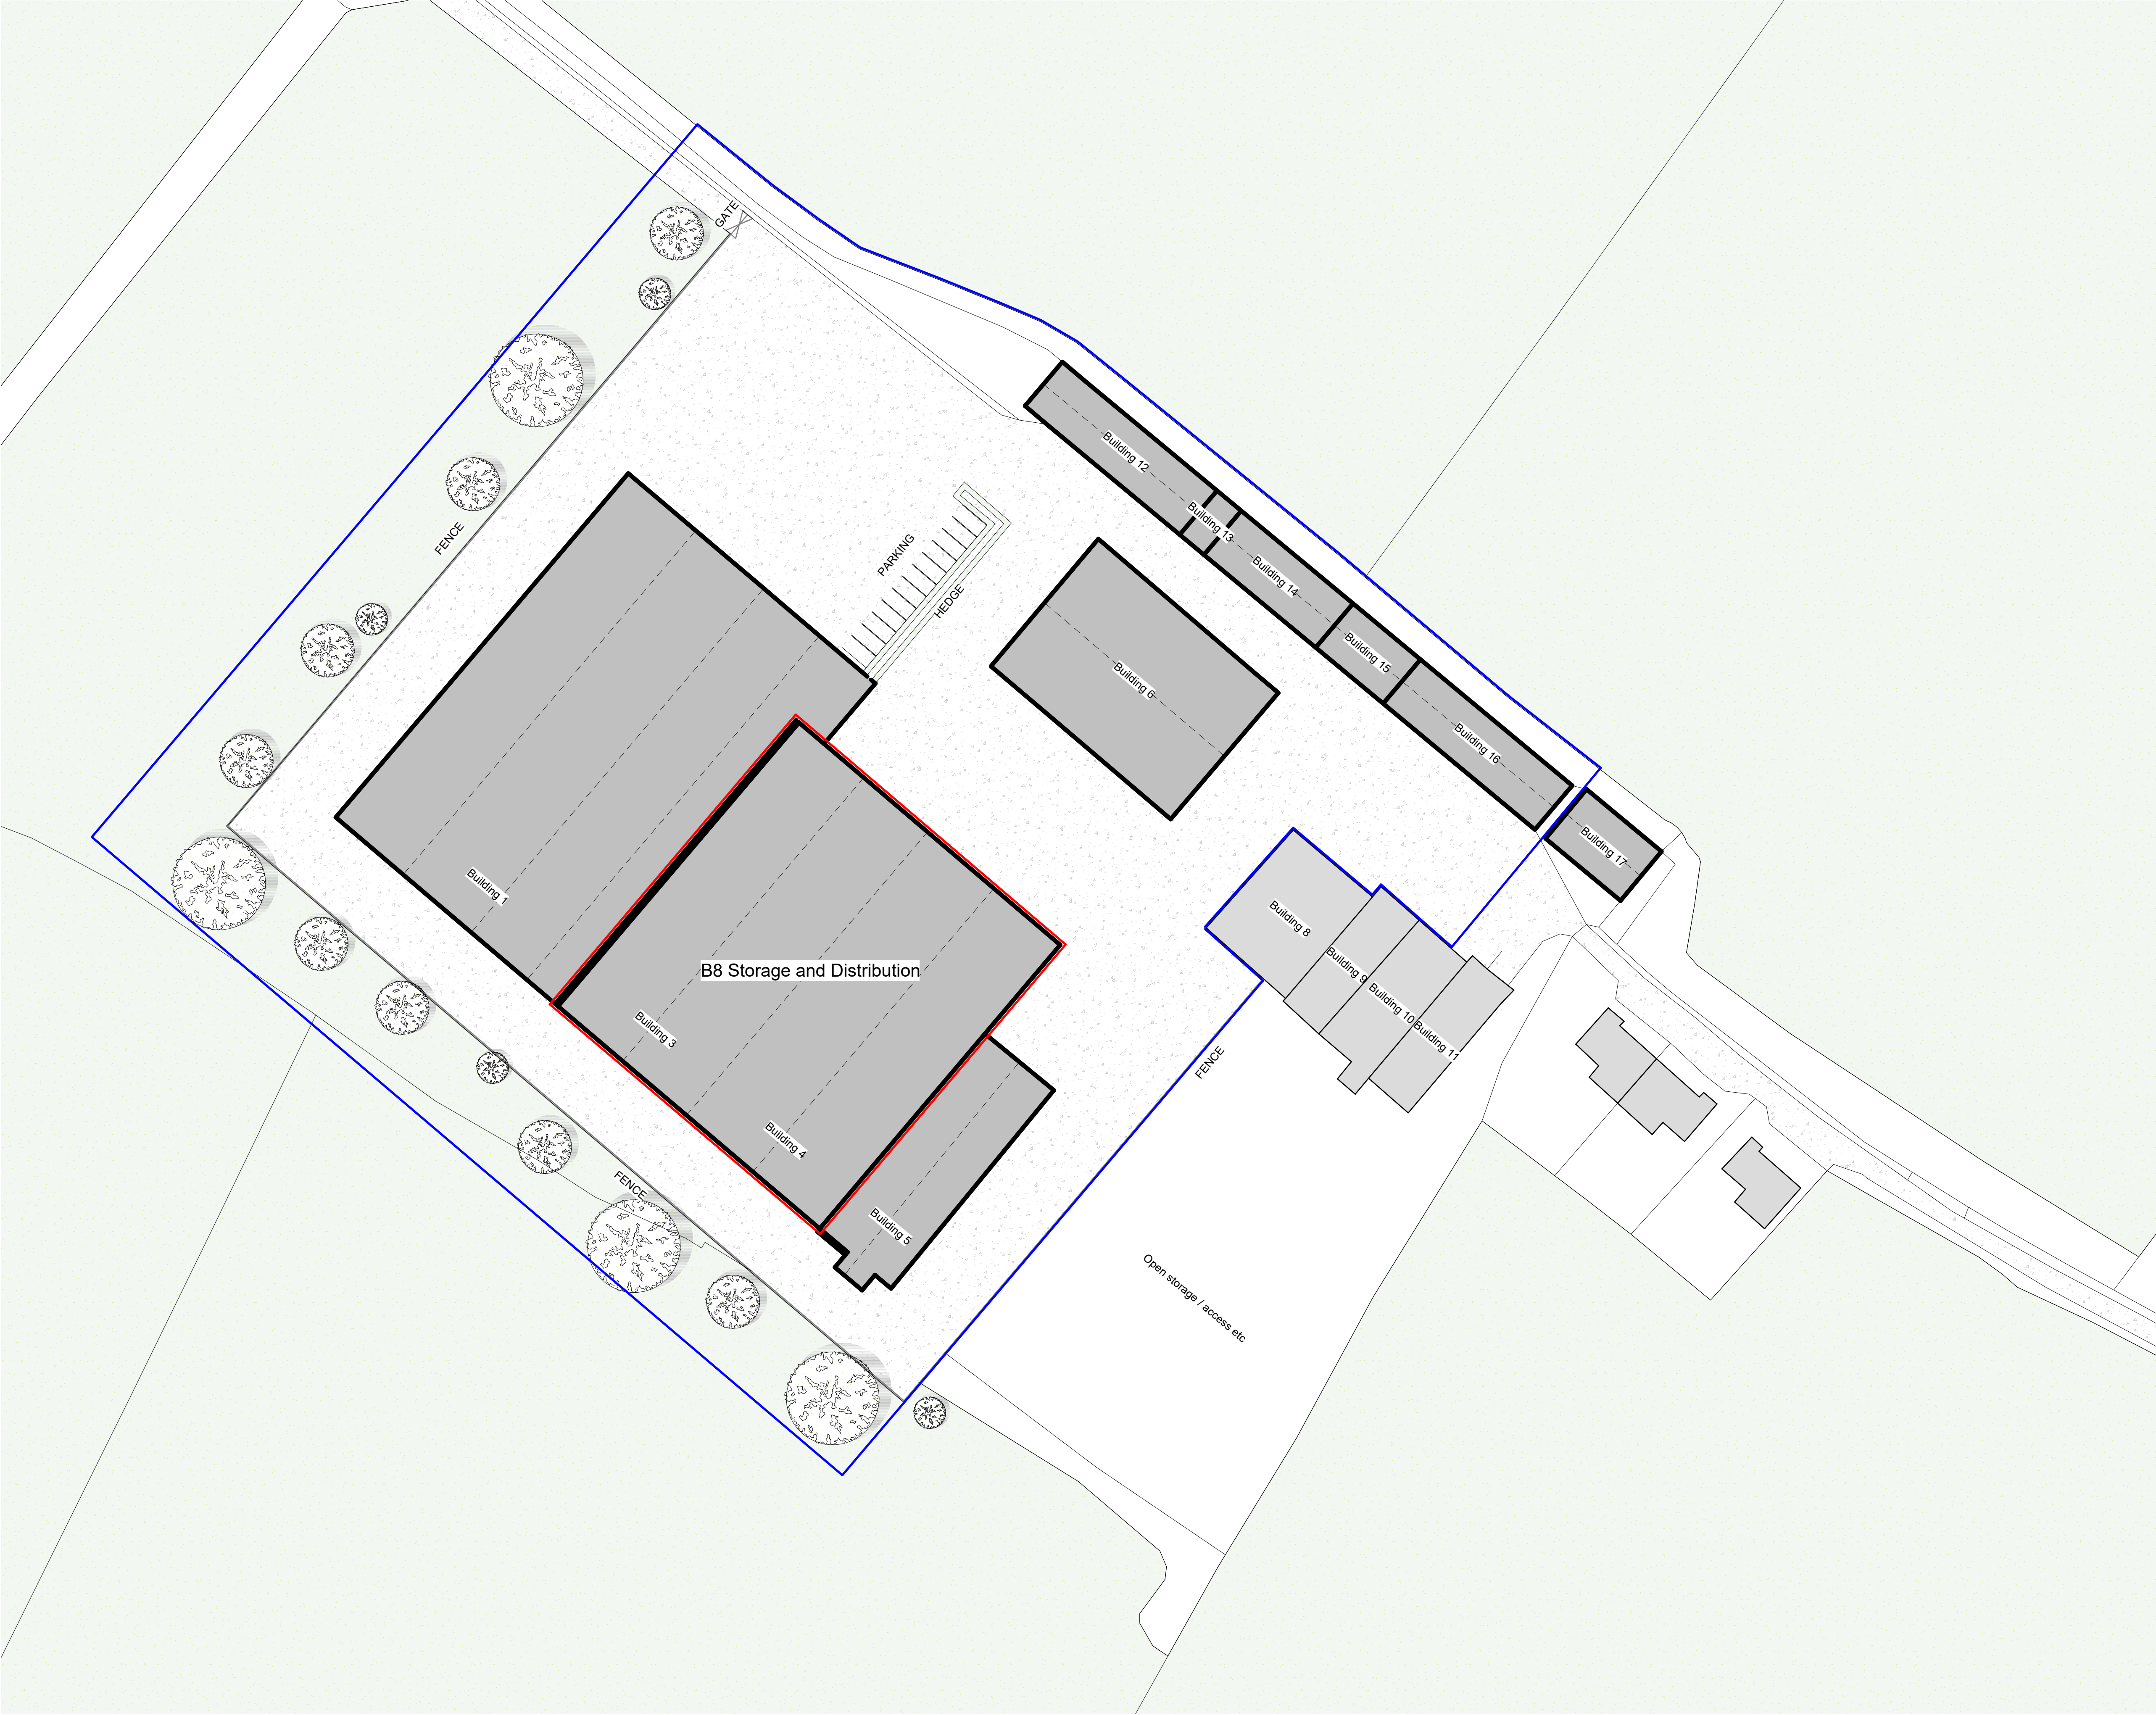 GATE
FENCE
PARKING
HEDGE
Building 12
Building 13
Building 14
Building 15
Building 16
Building 17
Building 6
Building 1
B8 Storage and Distribution
Building 3
Building 4
Building 5
Building 8
Building 9
Building 10
Building 11
FENCE
FENCE
Open storage / access etc